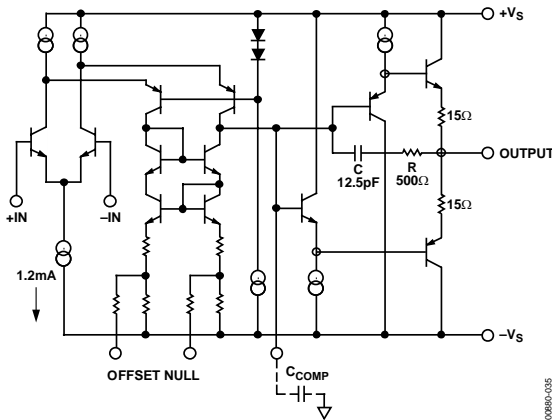 +VS
15Ω
OUTPUT
C
12.5pF
R
500Ω
15Ω
+IN
–IN
1.2mA
–VS
OFFSET NULL
CCOMP
00880-035